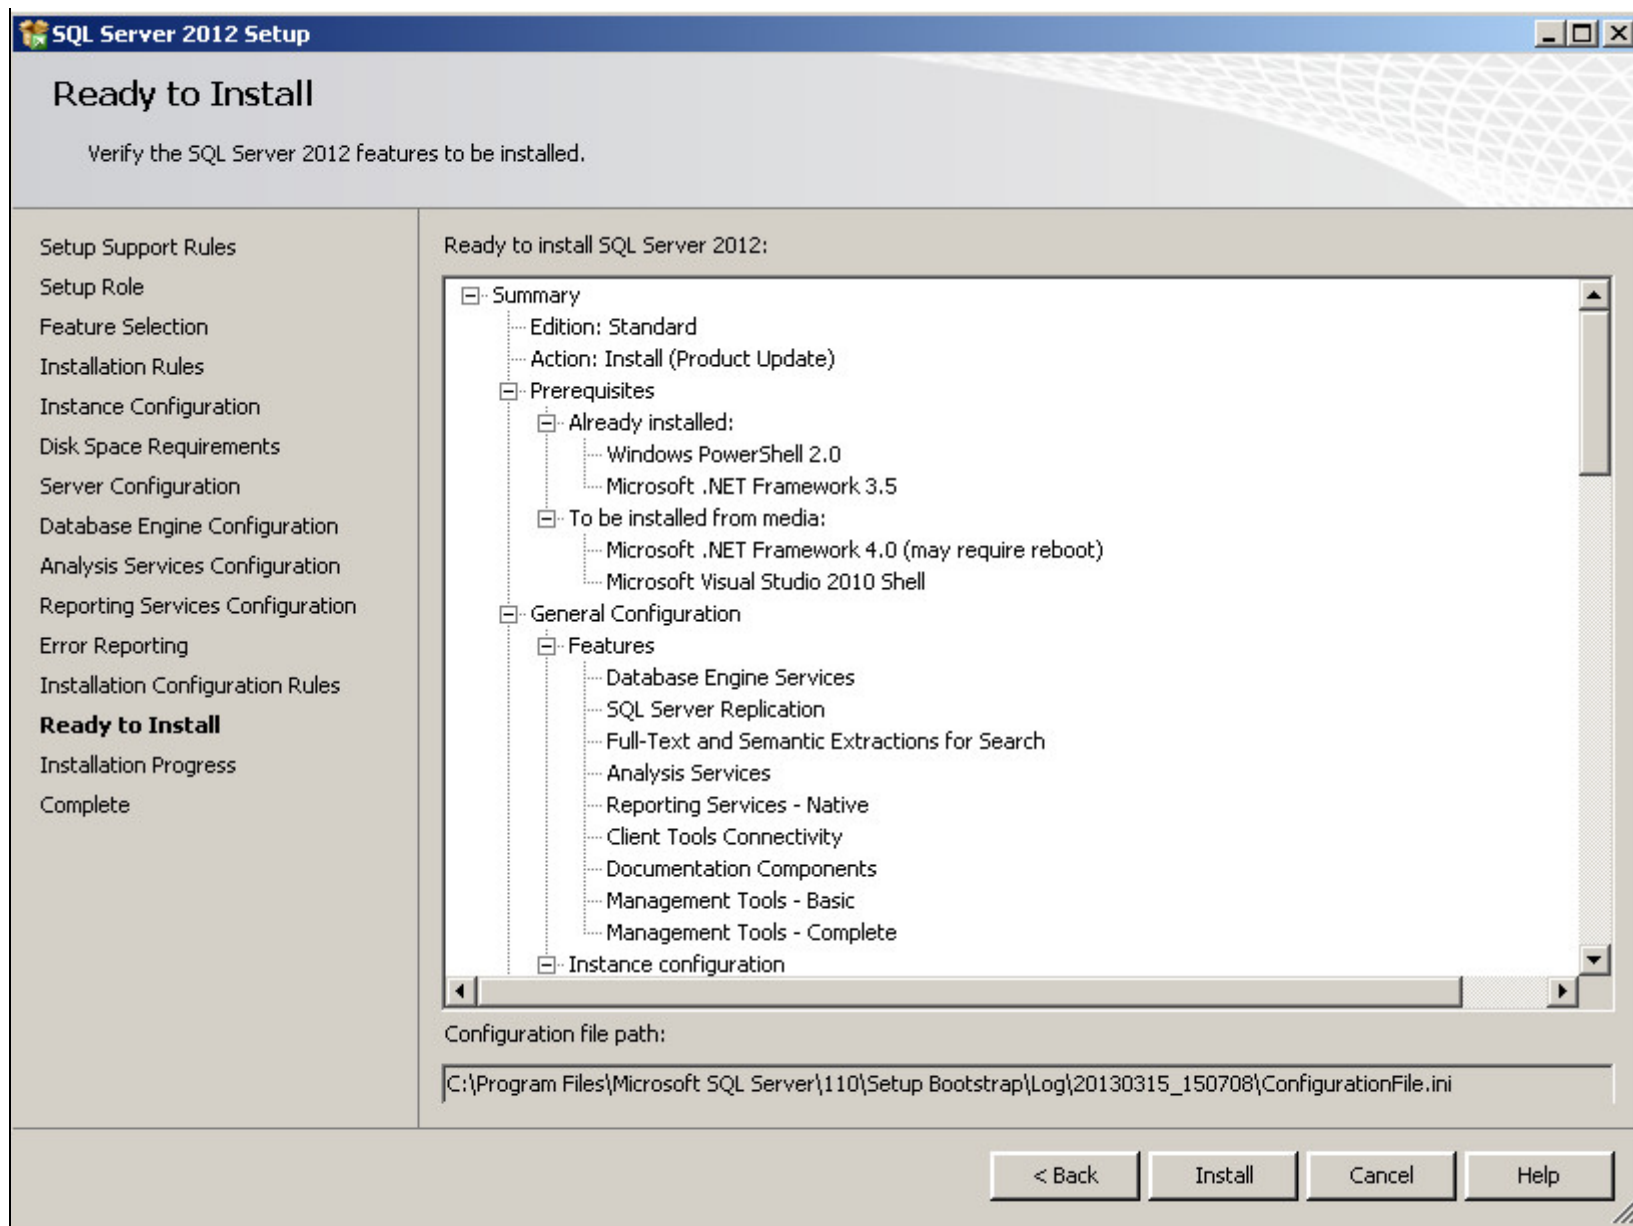 SQL Server 2012 Setup
Ready to Install
Verify the SQL Server 2012 features to be installed.
Setup Support Rules
Setup Role
Feature Selection
Installation Rules
Instance Configuration
Disk Space Requirements
Server Configuration
Database Engine Configuration
Analysis Services Configuration
Reporting Services Configuration
Error Reporting
Installation Configuration Rules
Ready to Install
Installation Progress
Complete
Ready to install SQL Server 2012:
Summary
Edition: Standard
Action: Install (Product Update)
Prerequisites
Already installed:
Windows PowerShell 2.0
Microsoft .NET Framework 3.5
To be installed from media:
Microsoft .NET Framework 4.0 (may require reboot)
Microsoft Visual Studio 2010 Shell
General Configuration
Features
Database Engine Services
SQL Server Replication
Full-Text and Semantic Extractions for Search
Analysis Services
Reporting Services - Native
Client Tools Connectivity
Documentation Components
Management Tools - Basic
Management Tools - Complete
Instance configuration
Configuration file path:
C:\Program Files\Microsoft SQL Server\110\Setup Bootstrap\Log\20130315_150708\ConfigurationFile.ini
< Back
Install
Cancel
Help